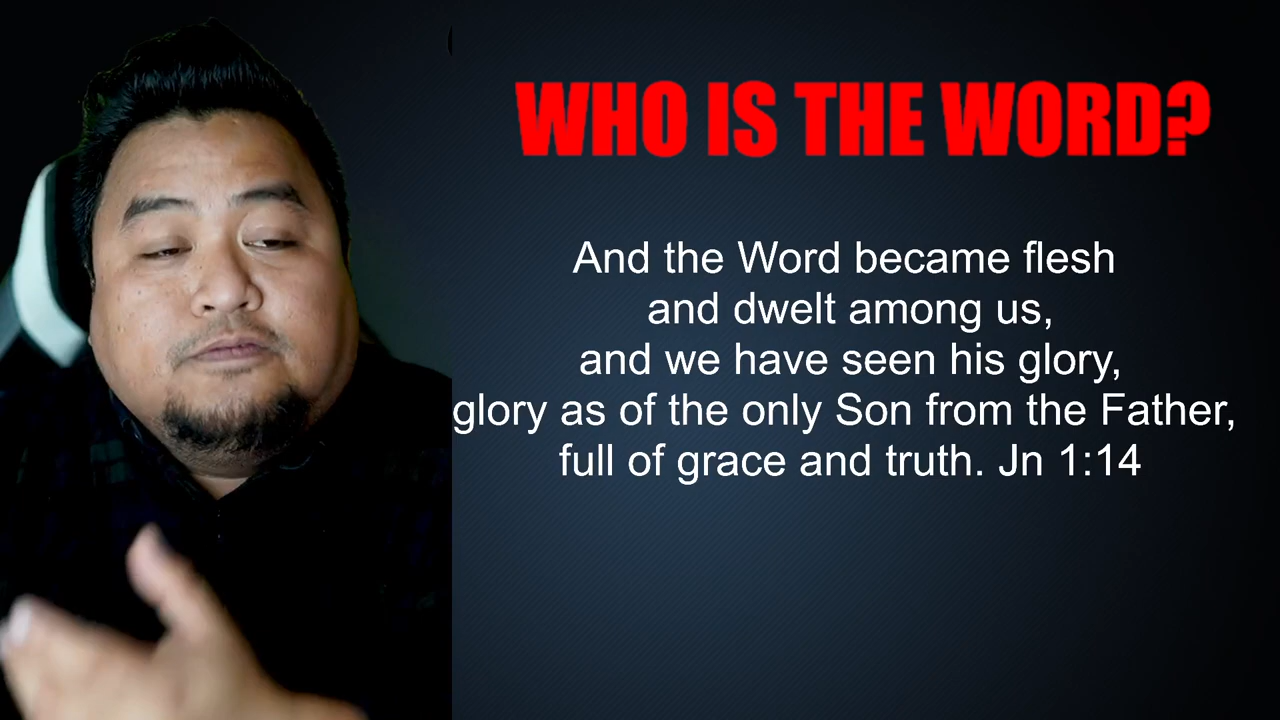 WHO IS THE WORD?
And the Word became flesh
and dwelt among us,
and we have seen his glory,
glory as of the only Son from the Father,
full of grace and truth. Jn 1:14